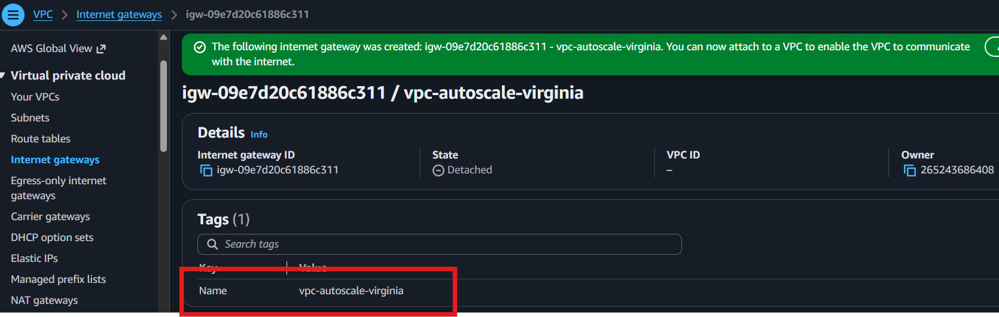 VPC > Internet gateways > igw-09e7d20c61886c311
AWS Global View
Virtual private cloud
Your VPCs
Subnets
Route tables
Internet gateways
Egress-only internet
gateways
Carrier gateways
DHCP option sets
Elastic IPs
Managed prefix lists
NAT gateways
The following internet gateway was created: igw-09e7d20c61886c311 - vpc-autoscale-virginia. You can now attach to a VPC to enable the VPC to communicate
with the internet.
igw-09e7d20c61886c311 / vpc-autoscale-virginia
Details Info
Internet gateway ID
igw-09e7d20c61886c311
State
Detached
VPC ID
–
Owner
265243686408
Tags (1)
Search tags
Key Value
Name vpc-autoscale-virginia